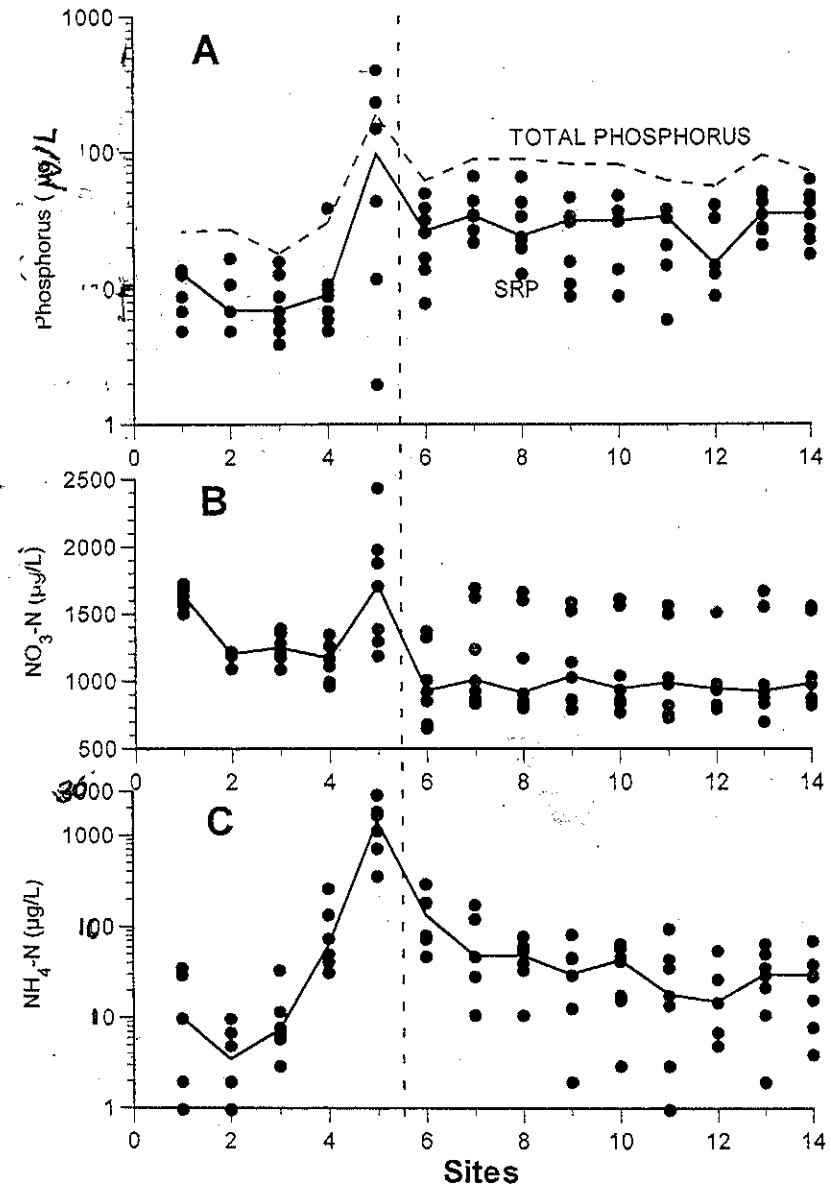 1000
A
TOTAL PHOSPHORUS
100
Phosphorus (µg/L
SRP
1
0 2 4 6 8 10 12 14
2500
B
2000
NO3-N (µg/L)
1500
1000
500
0 2 4 6 8 10 12 14
C
1000
NH4-N (µg/L)
100
10
1
0 2 4 6 8 10 12 14
Sites